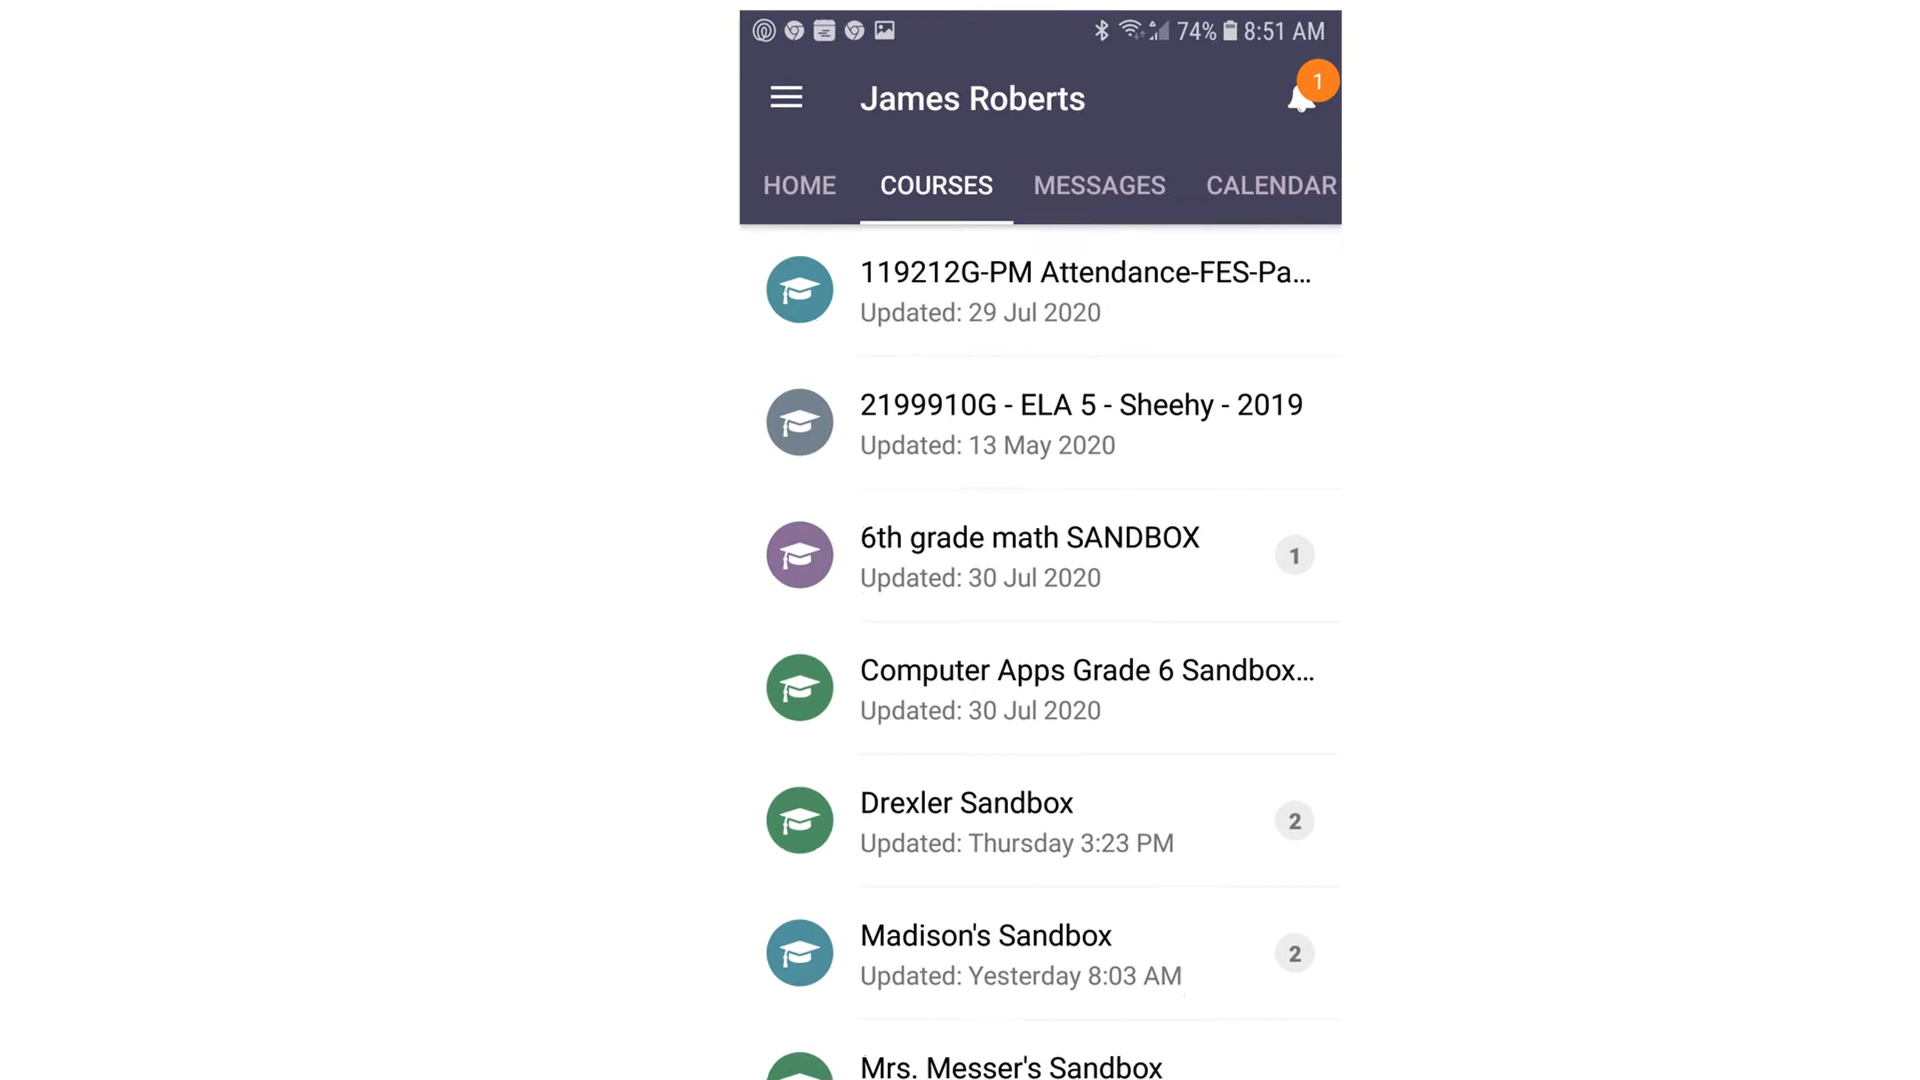 74% 8:51 AM
James Roberts
1
HOME COURSES MESSAGES CALENDAR
119212G-PM Attendance-FES-Pa...
Updated: 29 Jul 2020
2199910G - ELA 5 - Sheehy - 2019
Updated: 13 May 2020
6th grade math SANDBOX
1
Updated: 30 Jul 2020
Computer Apps Grade 6 Sandbox...
Updated: 30 Jul 2020
Drexler Sandbox
2
Updated: Thursday 3:23 PM
Madison's Sandbox
2
Updated: Yesterday 8:03 AM
Mrs. Messer's Sandbox